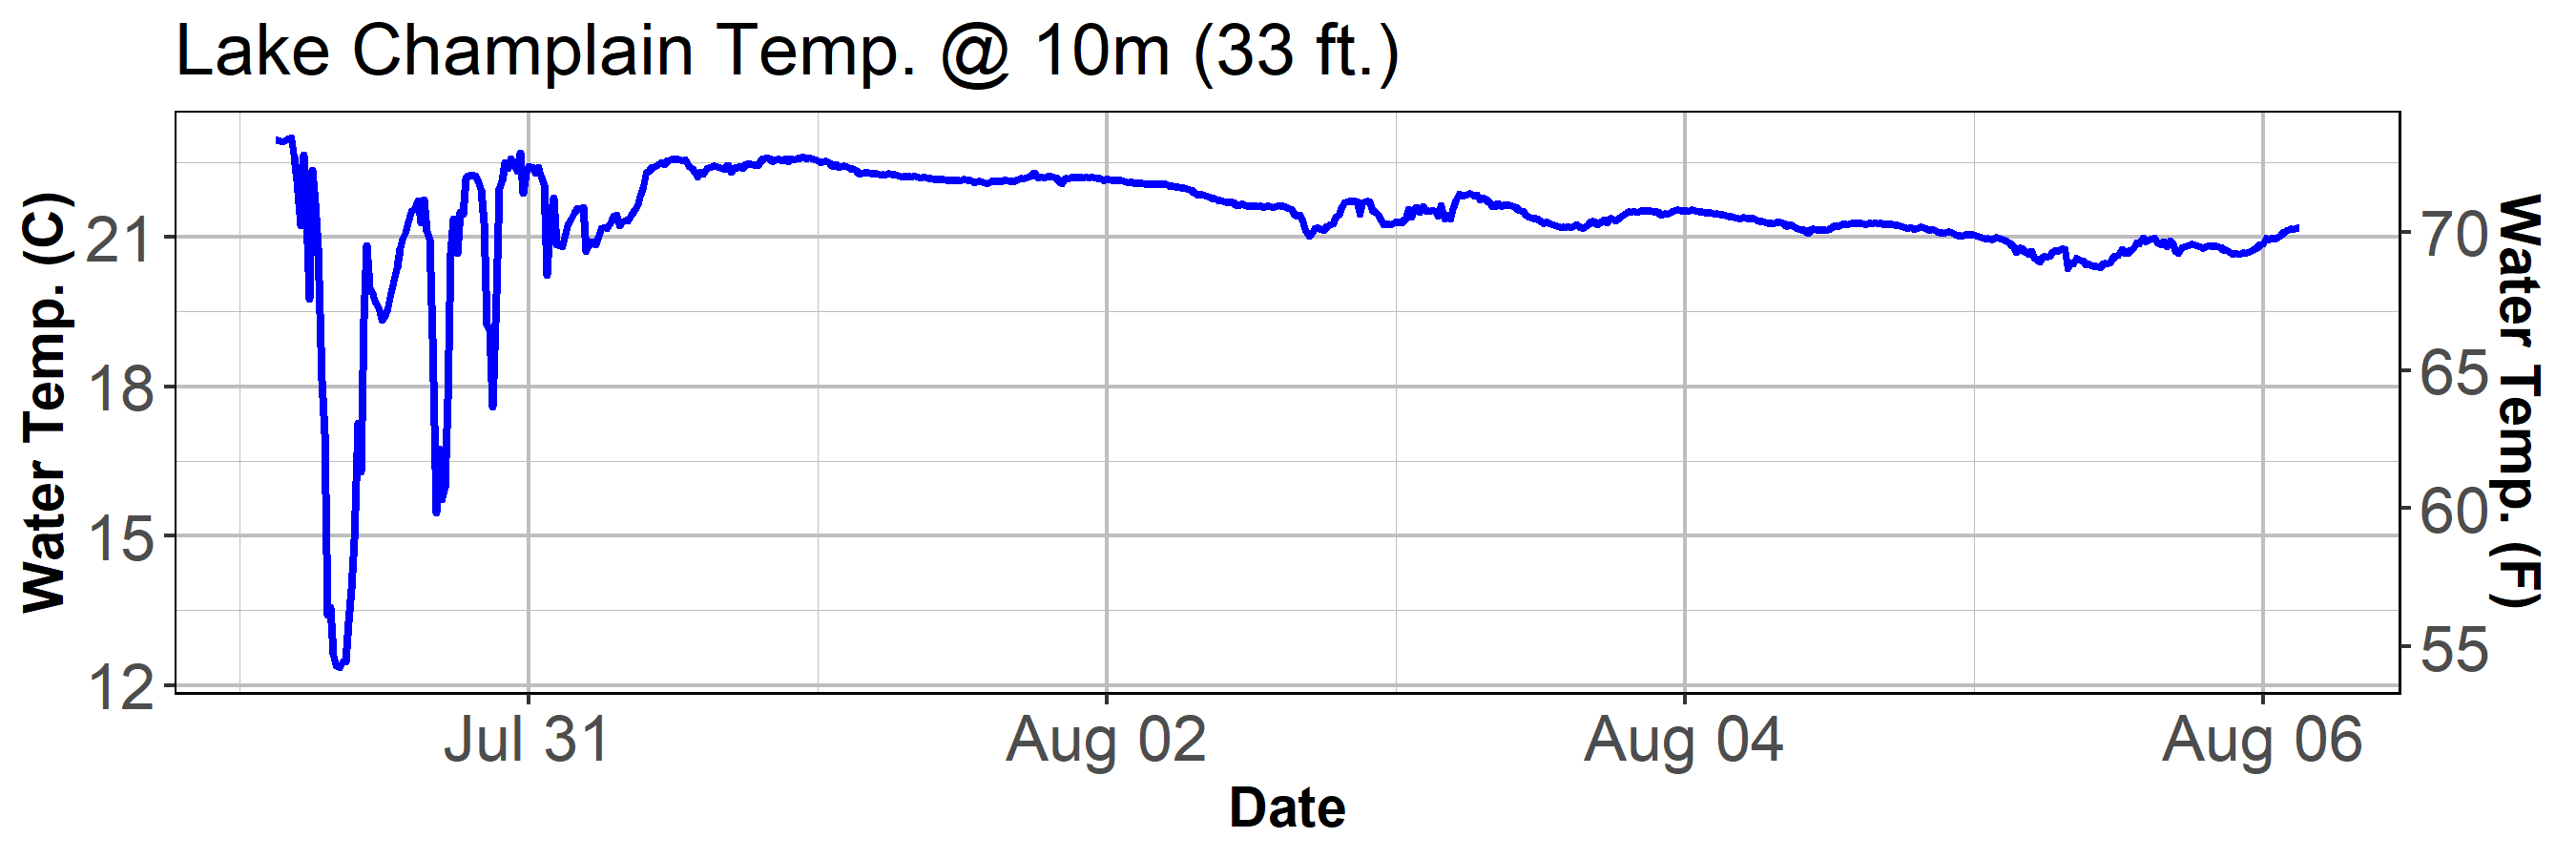 Lake Champlain Temp. @ 10m (33 ft.)
Water Temp. (C)
21
18
15
12
70
65
60
55
Water Temp. (F)
Jul 31
Aug 02
Aug 04
Aug 06
Date